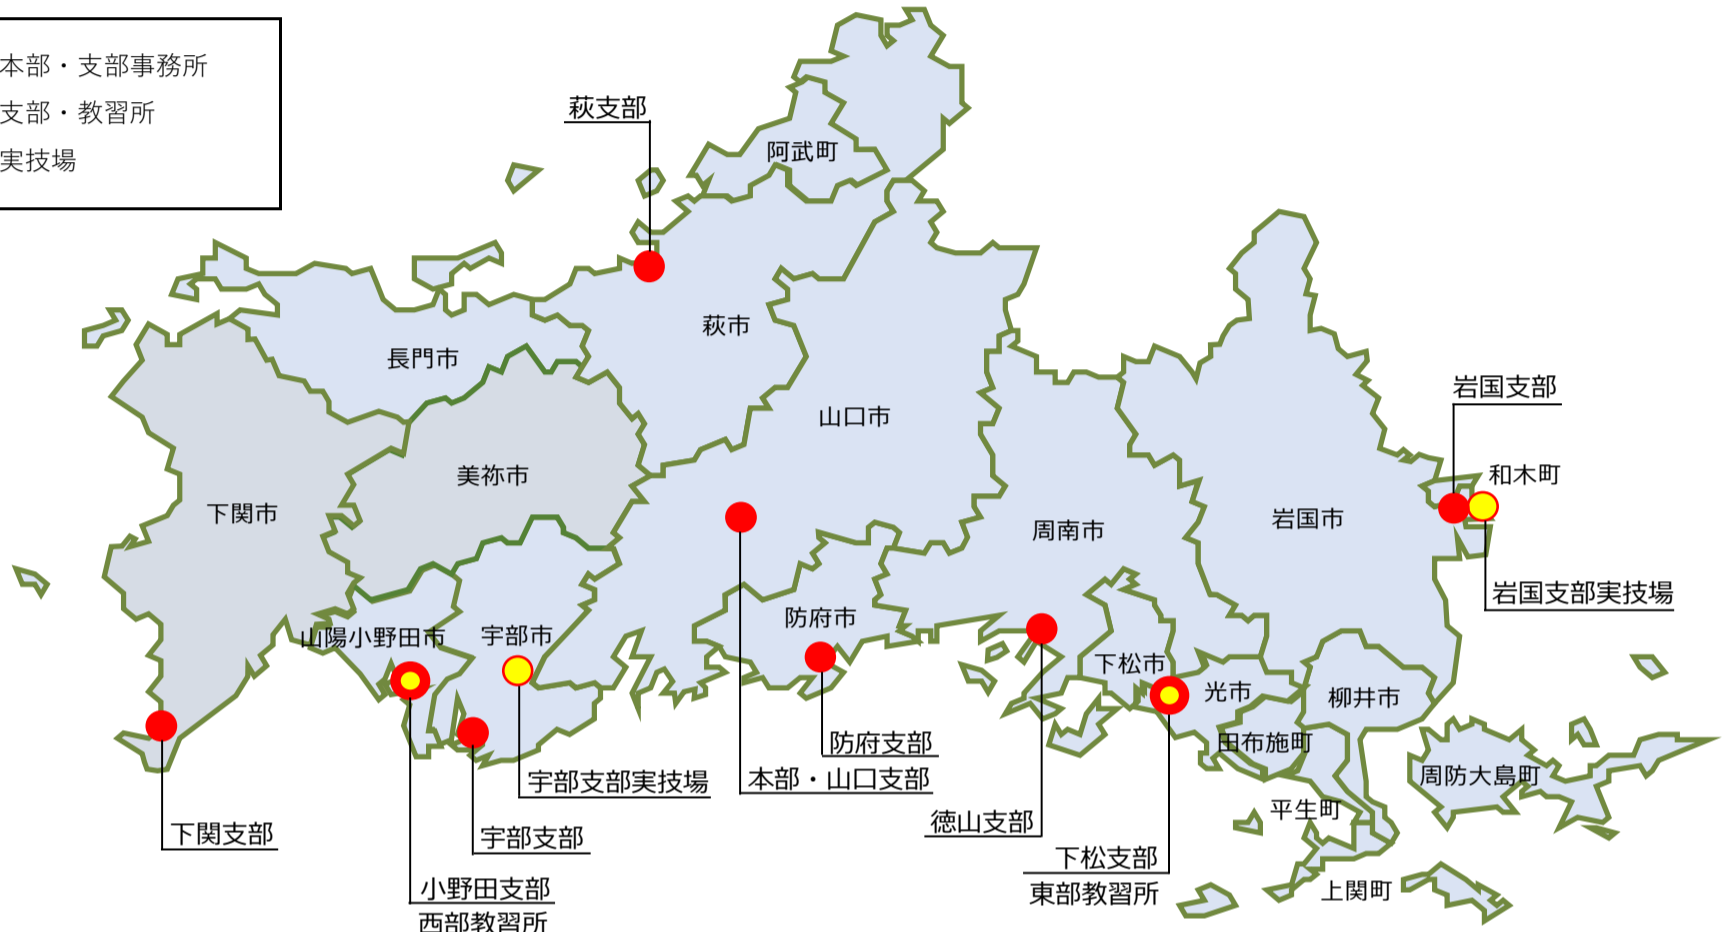 本部・支部事務所
支部・教習所
実技場
萩支部
阿武町
萩市
長門市
山口市
岩国支部
美祢市
和木町
下関市
岩国市
周南市
岩国支部実技場
防府市
山陽小野田市
宇部市
下松市
光市
柳井市
田布施町
防府支部
周防大島町
本部・山口支部
宇部支部実技場
平生町
徳山支部
下関支部
宇部支部
下松支部
東部教習所
小野田支部
西部教習所
上関町